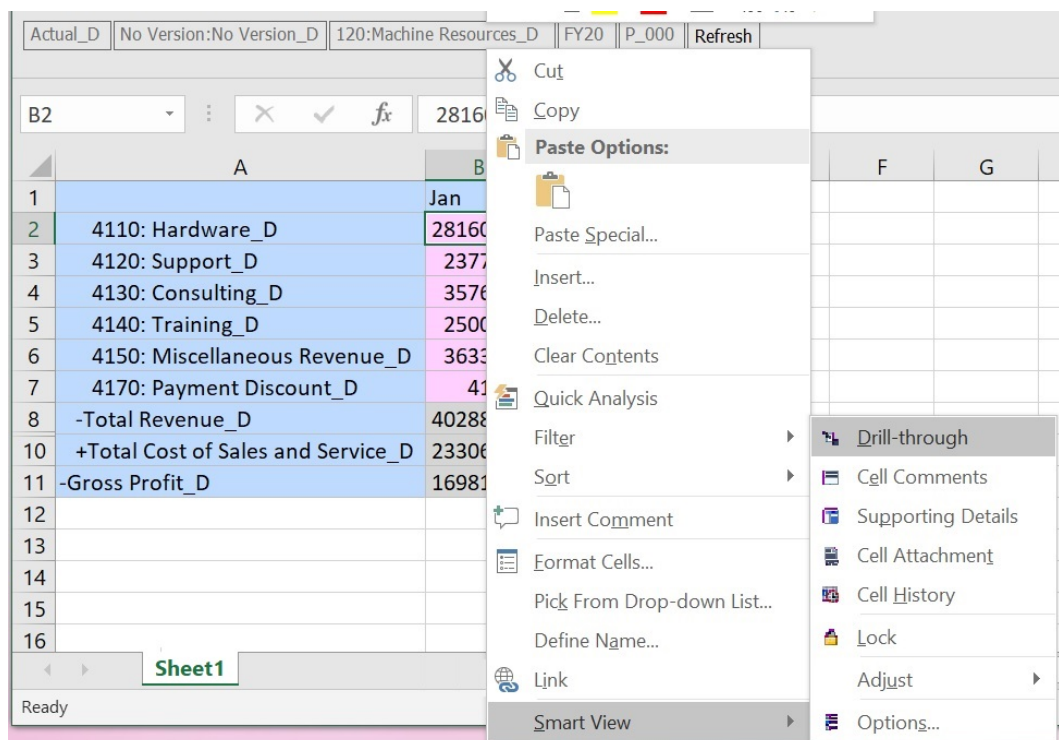 Actual_D No Version:No Version_D 120:Machine Resources_D FY20 P_000 Refresh
B2 fx 28160
A B F G
1 Jan
2 4110: Hardware_D 28160
3 4120: Support_D 2377
4 4130: Consulting_D 3576
5 4140: Training_D 2500
6 4150: Miscellaneous Revenue_D 3633
7 4170: Payment Discount_D 41
8 -Total Revenue_D 40288
10 +Total Cost of Sales and Service_D 23306
11 -Gross Profit_D 16981
12
13
14
15
16
Sheet1
Ready
Cut
Copy
Paste Options:
Paste Special...
Insert...
Delete...
Clear Contents
Quick Analysis
Filter
Sort
Insert Comment
Format Cells...
Pick From Drop-down List...
Define Name...
Link
Smart View
Drill-through
Cell Comments
Supporting Details
Cell Attachment
Cell History
Lock
Adjust
Options...